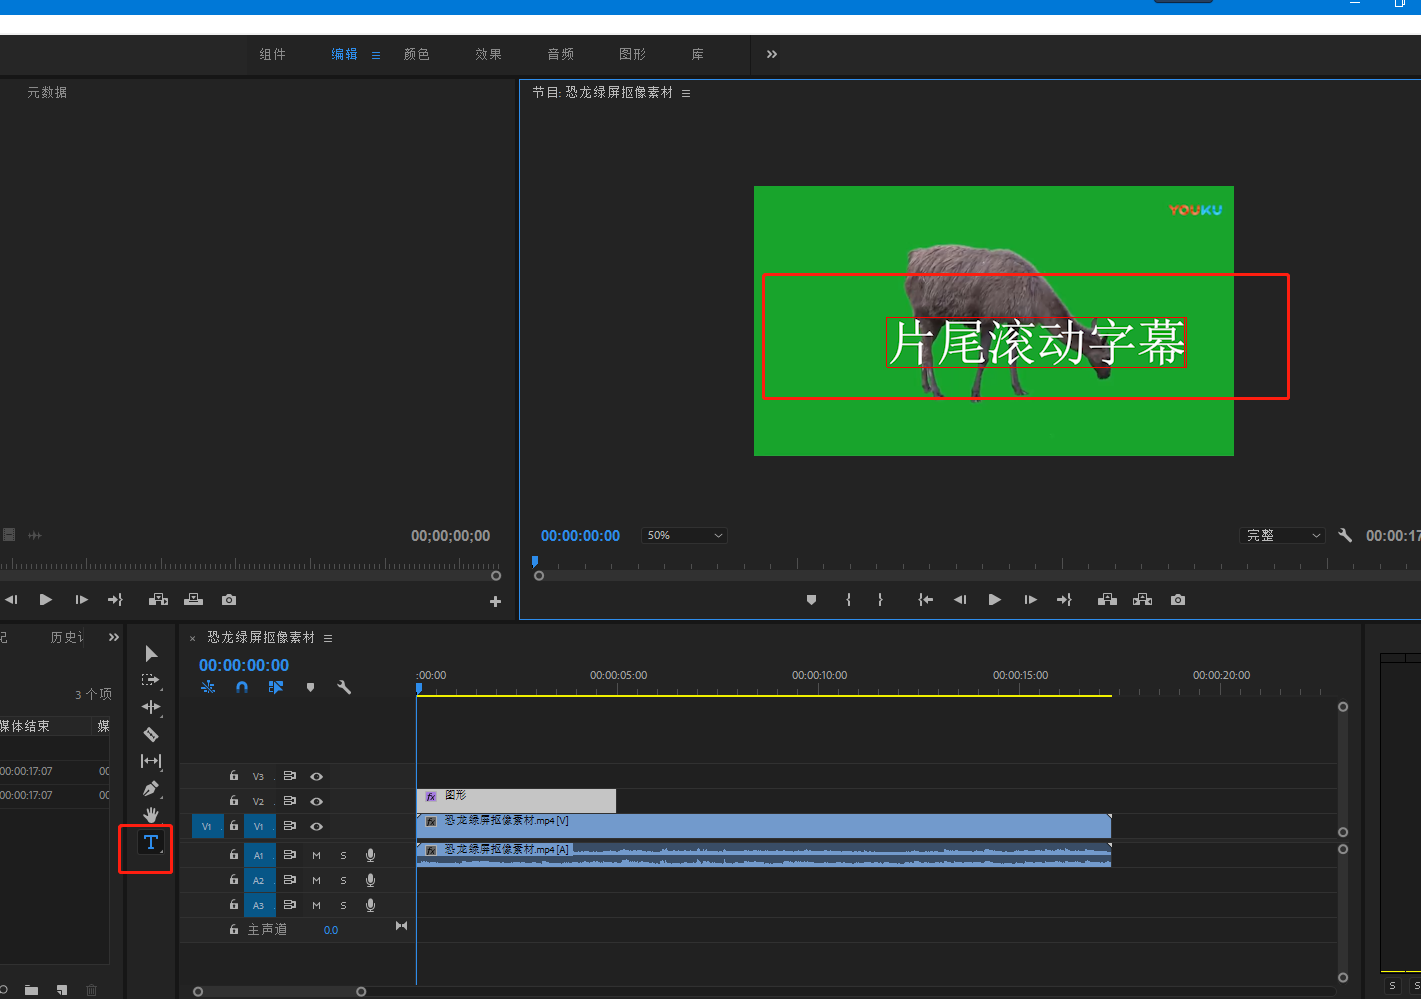 组件 编辑 颜色 效果 音频 图形 库
元数据
节目: 恐龙绿屏抠像素材
YOUKU
片尾滚动字幕
00;00;00;00
00:00:00:00 50% 完整 00:00:17
历史
恐龙绿屏抠像素材
00:00:00:00
:00:00 00:00:05:00 00:00:10:00 00:00:15:00 00:00:20:00
3 个项
媒体结束 媒
00:00:17:07 00
00:00:17:07 00
T
V3
V2 fx 图形
V1 V1 fx 恐龙绿屏抠像素材.mp4 [V]
A1 M S fx 恐龙绿屏抠像素材.mp4 [A]
A2 M S
A3 M S
主声道 0.0
S S